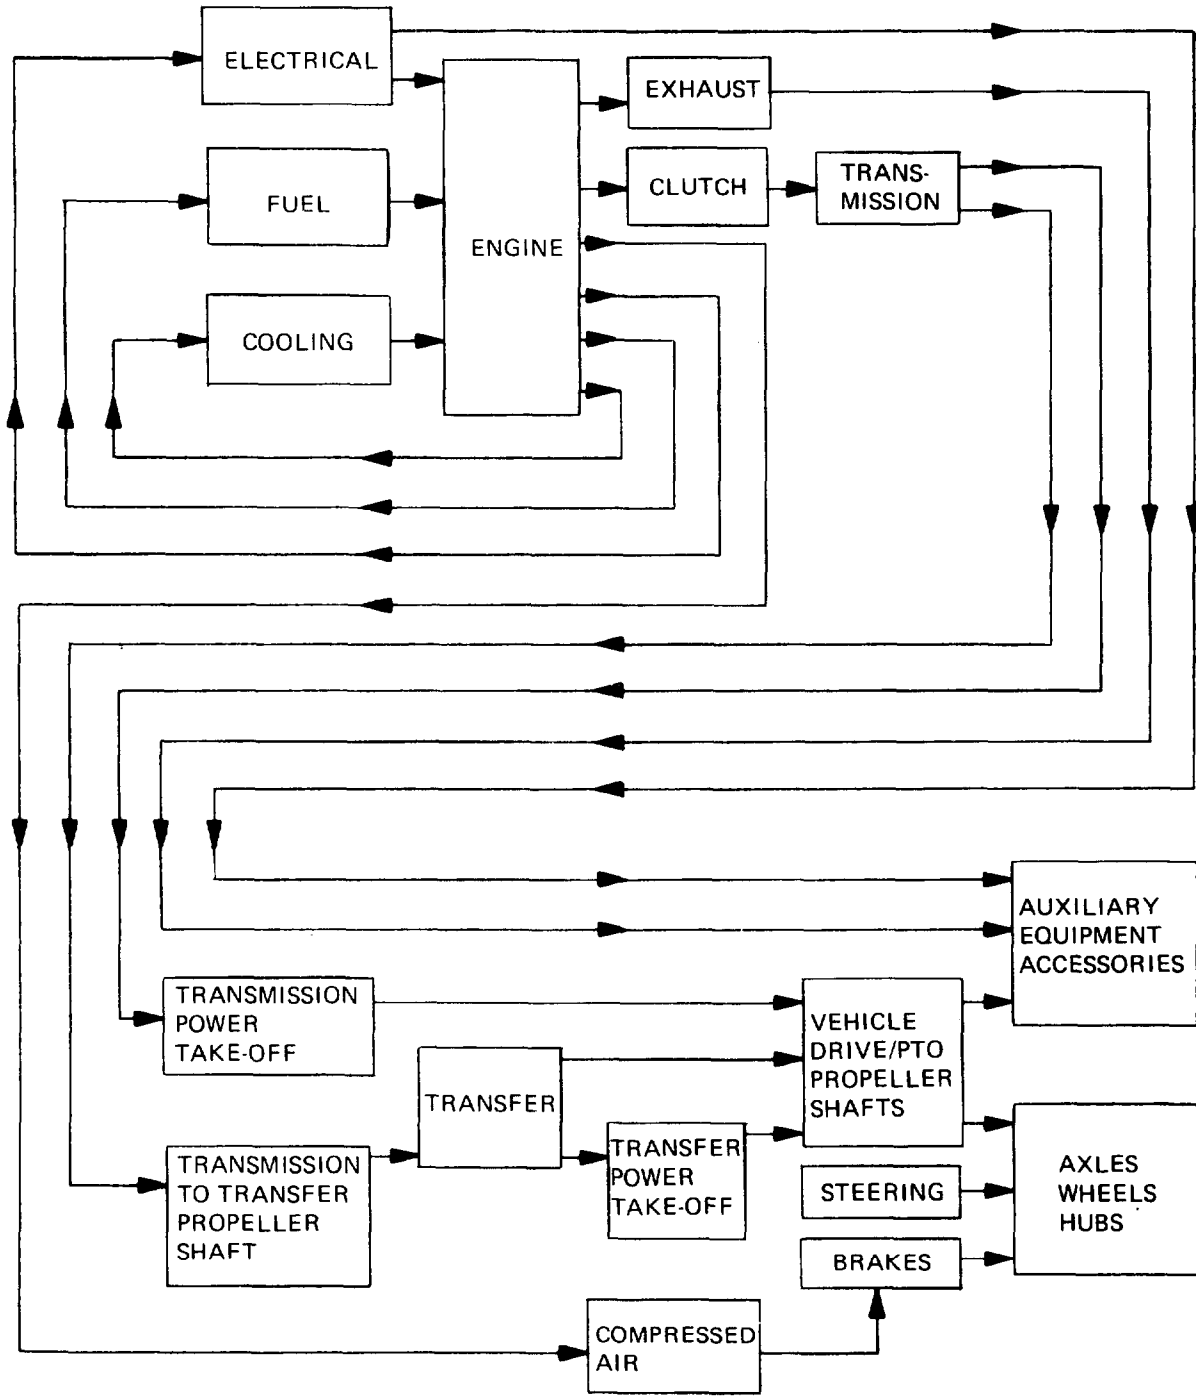 ELECTRICAL
EXHAUST
FUEL
ENGINE
CLUTCH
TRANS-
MISSION
COOLING
AUXILIARY
EQUIPMENT
ACCESSORIES
TRANSMISSION
POWER
TAKE-OFF
VEHICLE
DRIVE/PTO
PROPELLER
SHAFTS
TRANSFER
TRANSMISSION
TO TRANSFER
PROPELLER
SHAFT
TRANSFER
POWER
TAKE-OFF
STEERING
AXLES
WHEELS
HUBS
BRAKES
COMPRESSED
AIR